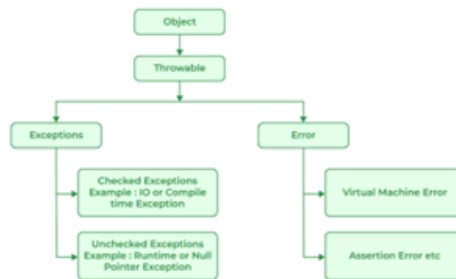 Object
Throwable
Exceptions
Error
Checked Exceptions
Example : IO or Compile
time Exception
Virtual Machine Error
Unchecked Exceptions
Example : Runtime or Null
Pointer Exception
Assertion Error etc